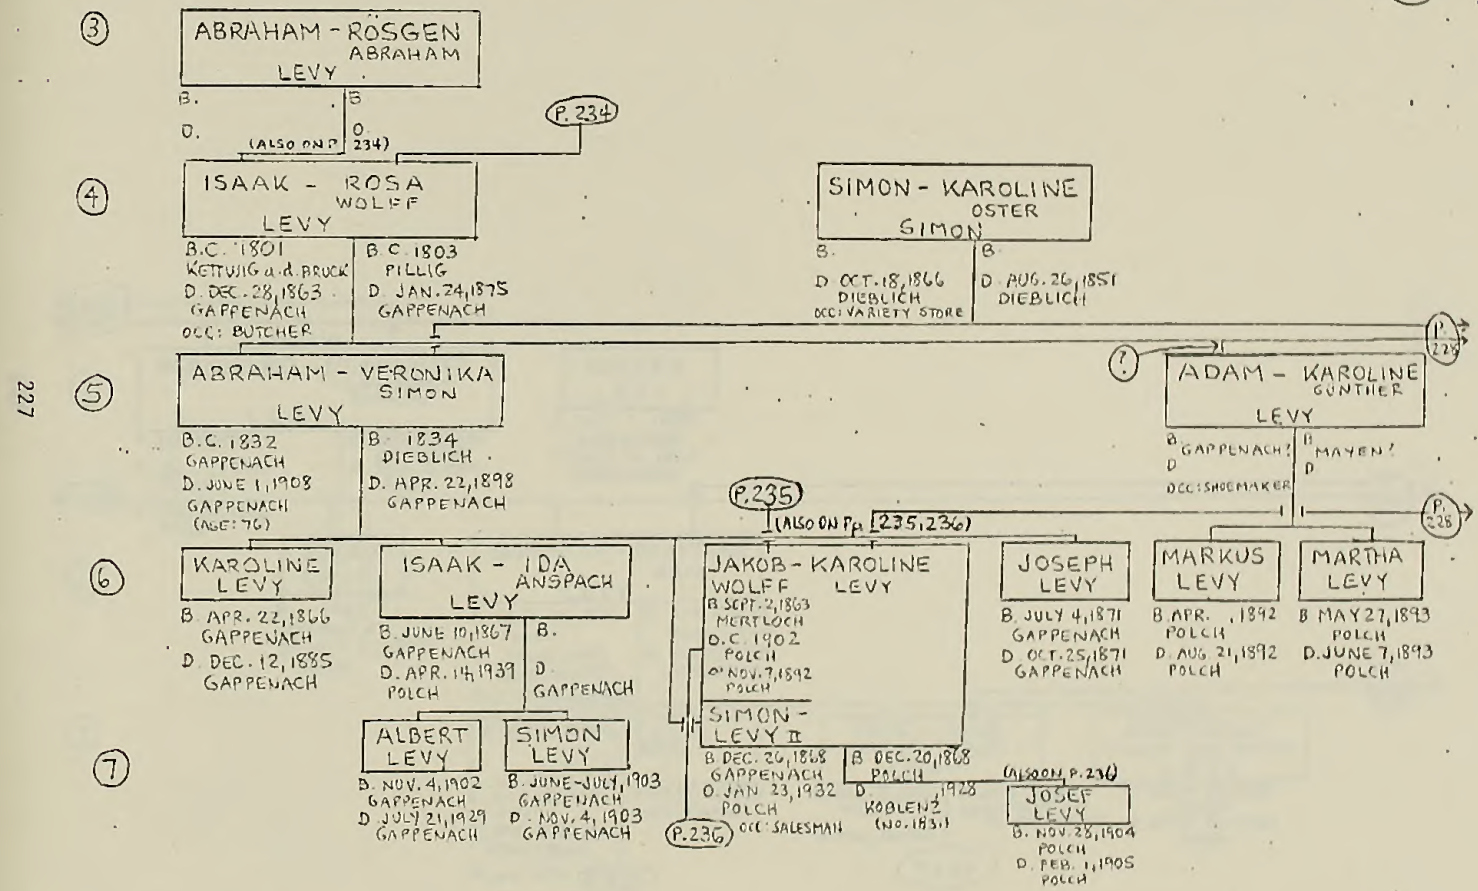 3
ABRAHAM - RÖSGEN
ABRAHAM
LEVY
B. B
D. D.
(ALSO ON P. 234)
P. 234
4
ISAAK - ROSA
WOLFF
LEVY
B.C. 1801
KETTWIG a.d. BRUCK
D. DEC. 28, 1863
GAPPENACH
OCC: BUTCHER
B.C. 1803
PILLIG
D. JAN. 24, 1875
GAPPENACH
SIMON - KAROLINE
OSTER
SIMON
B.
D OCT. 18, 1866
DIEBLICH
OCC: VARIETY STORE
B.
D. AUG. 26, 1851
DIEBLICH
P. 228
227
5
ABRAHAM - VERONIKA
SIMON
LEVY
B.C. 1832
GAPPENACH
D. JUNE 1, 1908
GAPPENACH
(AGE: 76)
B. 1834
DIEBLICH.
D. APR. 22, 1898
GAPPENACH
?
ADAM - KAROLINE
GÜNTHER
LEVY
B GAPPENACH?
D
OCC: SHOEMAKER
B MAYEN?
D
P. 235
(ALSO ON PP. 235, 236)
P. 228
6
KAROLINE
LEVY
B. APR. 22, 1866
GAPPENACH
D. DEC. 12, 1885
GAPPENACH
ISAAK - IDA
ANSPACH
LEVY
B. JUNE 10, 1867
GAPPENACH
D. APR. 14, 1939
POLCH
B.
D.
GAPPENACH
JAKOB - KAROLINE
WOLFF LEVY
B SEPT. 2, 1863
MERTLOCH
D.C. 1902
POLCH
NOV. 7, 1892
POLCH
SIMON -
LEVY II
B DEC. 26, 1868
GAPPENACH
D. JAN 23, 1932
POLCH
OCC: SALESMAN
B DEC. 20, 1868
POLCH
D. , 1928
KOBLENZ
(NO. 1831)
JOSEPH
LEVY
B. JULY 4, 1871
GAPPENACH
D OCT. 25, 1871
GAPPENACH
MARKUS
LEVY
B APR. , 1892
POLCH
D. AUG. 21, 1892
POLCH
MARTHA
LEVY
B MAY 27, 1893
POLCH
D. JUNE 7, 1893
POLCH
7
ALBERT
LEVY
B. NOV. 4, 1902
GAPPENACH
D. JULY 21, 1929
GAPPENACH
SIMON
LEVY
B. JUNE-JULY, 1903
GAPPENACH
D. NOV. 4, 1903
GAPPENACH
P. 236
(ALSO ON, P. 236)
JOSEF
LEVY
B. NOV. 28, 1904
POLCH
D. FEB. 1, 1905
POLCH